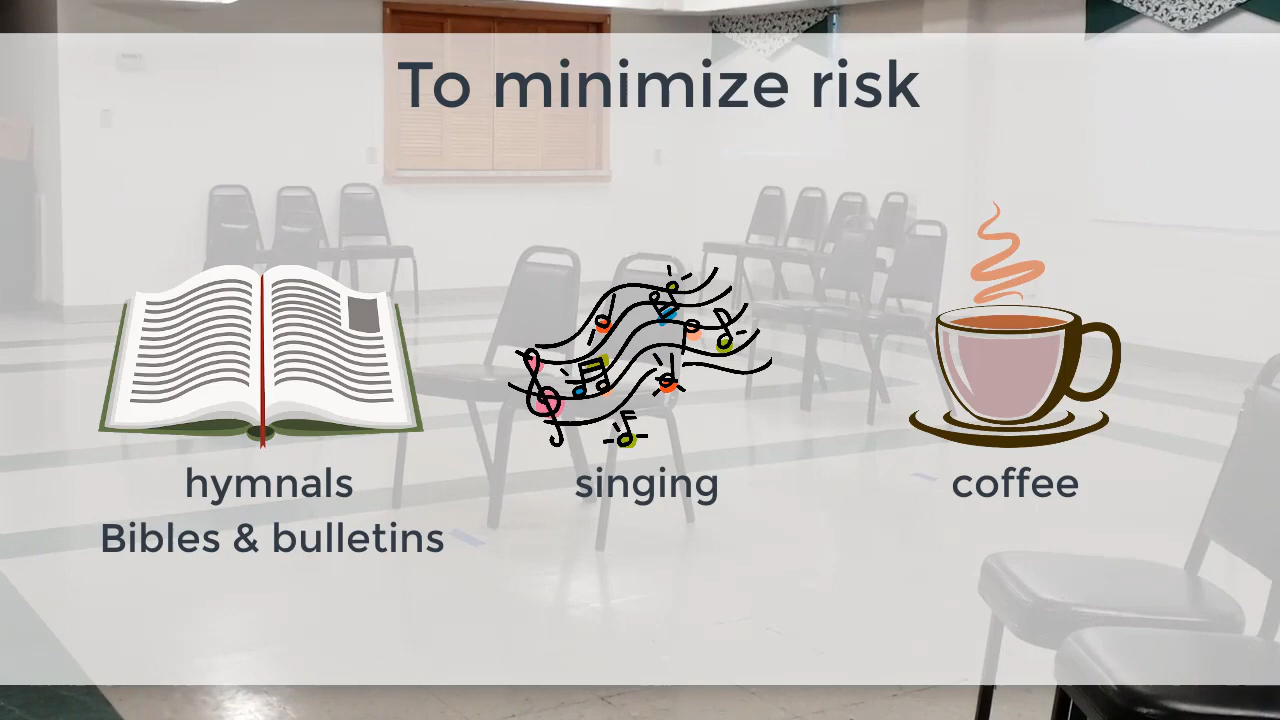 To minimize risk
hymnals
Bibles & bulletins
singing
coffee